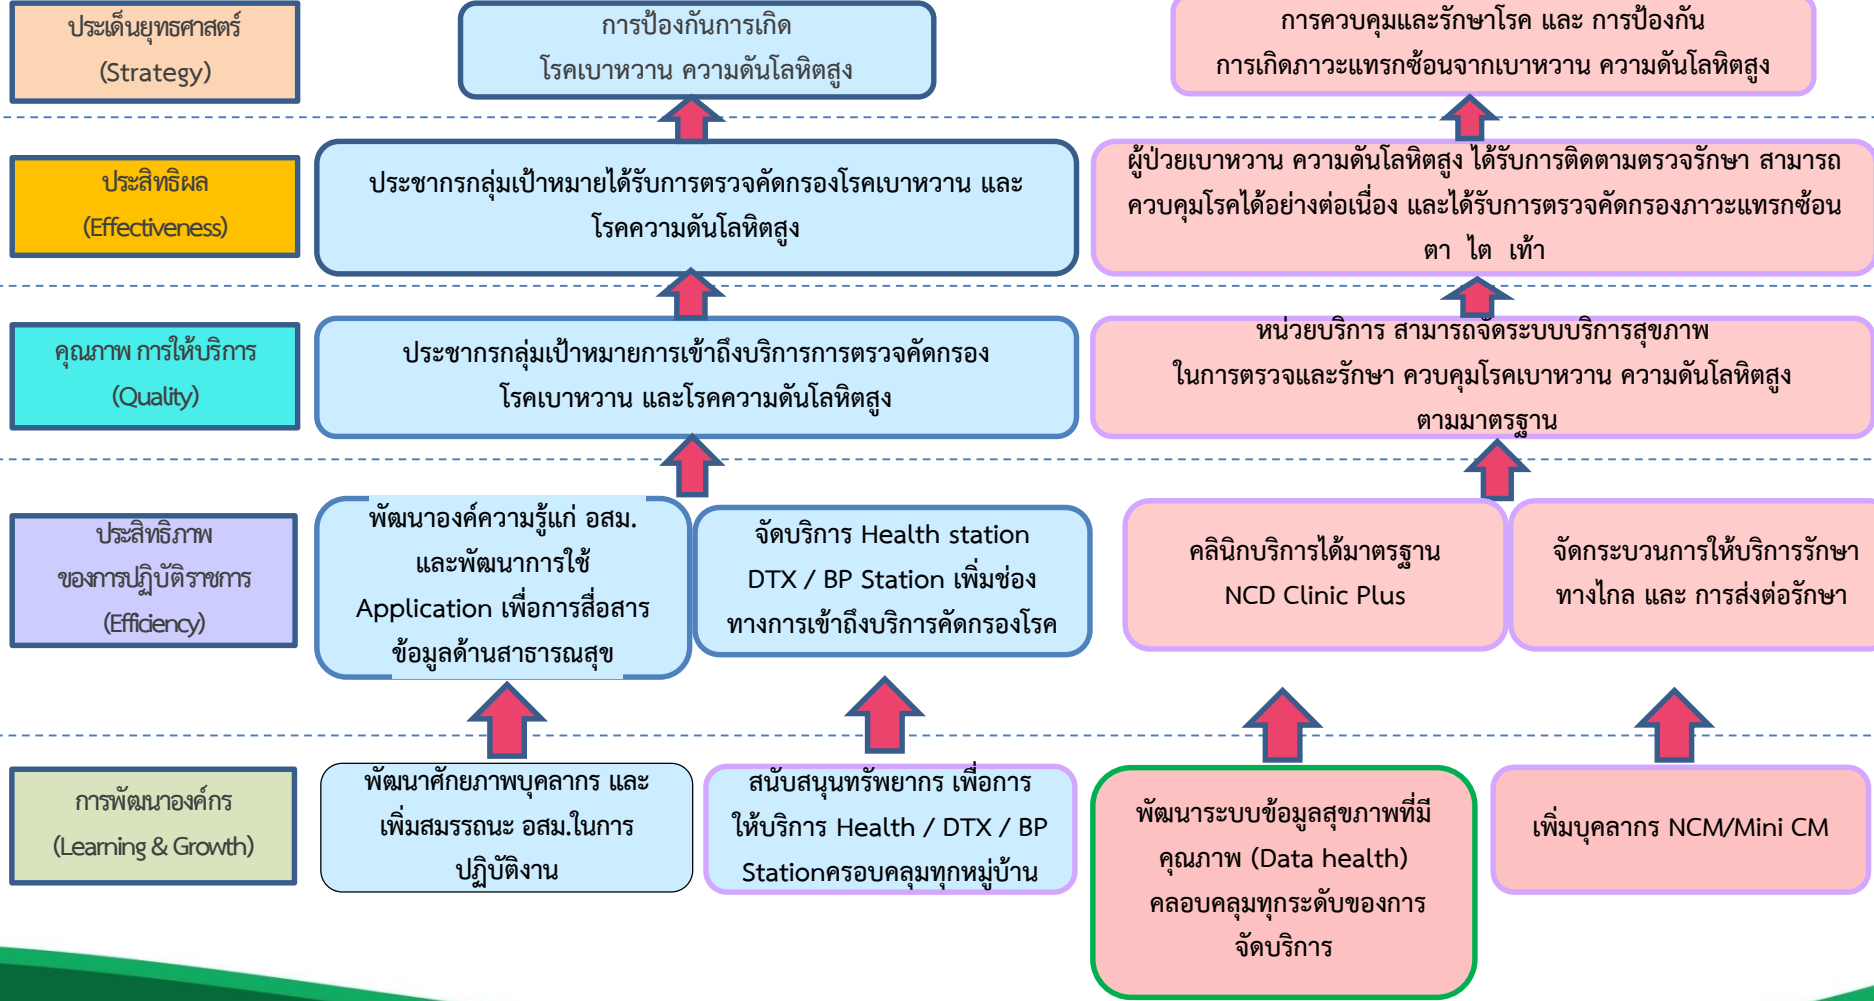 ประเด็นยุทธศาสตร์
(Strategy)
การป้องกันการเกิด
โรคเบาหวาน ความดันโลหิตสูง
การควบคุมและรักษาโรค และ การป้องกัน
การเกิดภาวะแทรกซ้อนจากเบาหวาน ความดันโลหิตสูง
ประสิทธิผล
(Effectiveness)
ประชากรกลุ่มเป้าหมายได้รับการตรวจคัดกรองโรคเบาหวาน และ
โรคความดันโลหิตสูง
ผู้ป่วยเบาหวาน ความดันโลหิตสูง ได้รับการติดตามตรวจรักษา สามารถ
ควบคุมโรคได้อย่างต่อเนื่อง และได้รับการตรวจคัดกรองภาวะแทรกซ้อน
ตา ไต เท้า
คุณภาพ การให้บริการ
(Quality)
ประชากรกลุ่มเป้าหมายการเข้าถึงบริการการตรวจคัดกรอง
โรคเบาหวาน และโรคความดันโลหิตสูง
หน่วยบริการ สามารถจัดระบบบริการสุขภาพ
ในการตรวจและรักษา ควบคุมโรคเบาหวาน ความดันโลหิตสูง
ตามมาตรฐาน
ประสิทธิภาพ
ของการปฏิบัติราชการ
(Efficiency)
พัฒนาองค์ความรู้แก่ อสม.
และพัฒนาการใช้
Application เพื่อการสื่อสาร
ข้อมูลด้านสาธารณสุข
จัดบริการ Health station
DTX / BP Station เพิ่มช่อง
ทางการเข้าถึงบริการคัดกรองโรค
คลินิกบริการได้มาตรฐาน
NCD Clinic Plus
จัดกระบวนการให้บริการรักษา
ทางไกล และ การส่งต่อรักษา
การพัฒนาองค์กร
(Learning & Growth)
พัฒนาศักยภาพบุคลากร และ
เพิ่มสมรรถนะ อสม.ในการ
ปฏิบัติงาน
สนับสนุนทรัพยากร เพื่อการ
ให้บริการ Health / DTX / BP
Stationครอบคลุมทุกหมู่บ้าน
พัฒนาระบบข้อมูลสุขภาพที่มี
คุณภาพ (Data health)
คลอบคลุมทุกระดับของการ
จัดบริการ
เพิ่มบุคลากร NCM/Mini CM